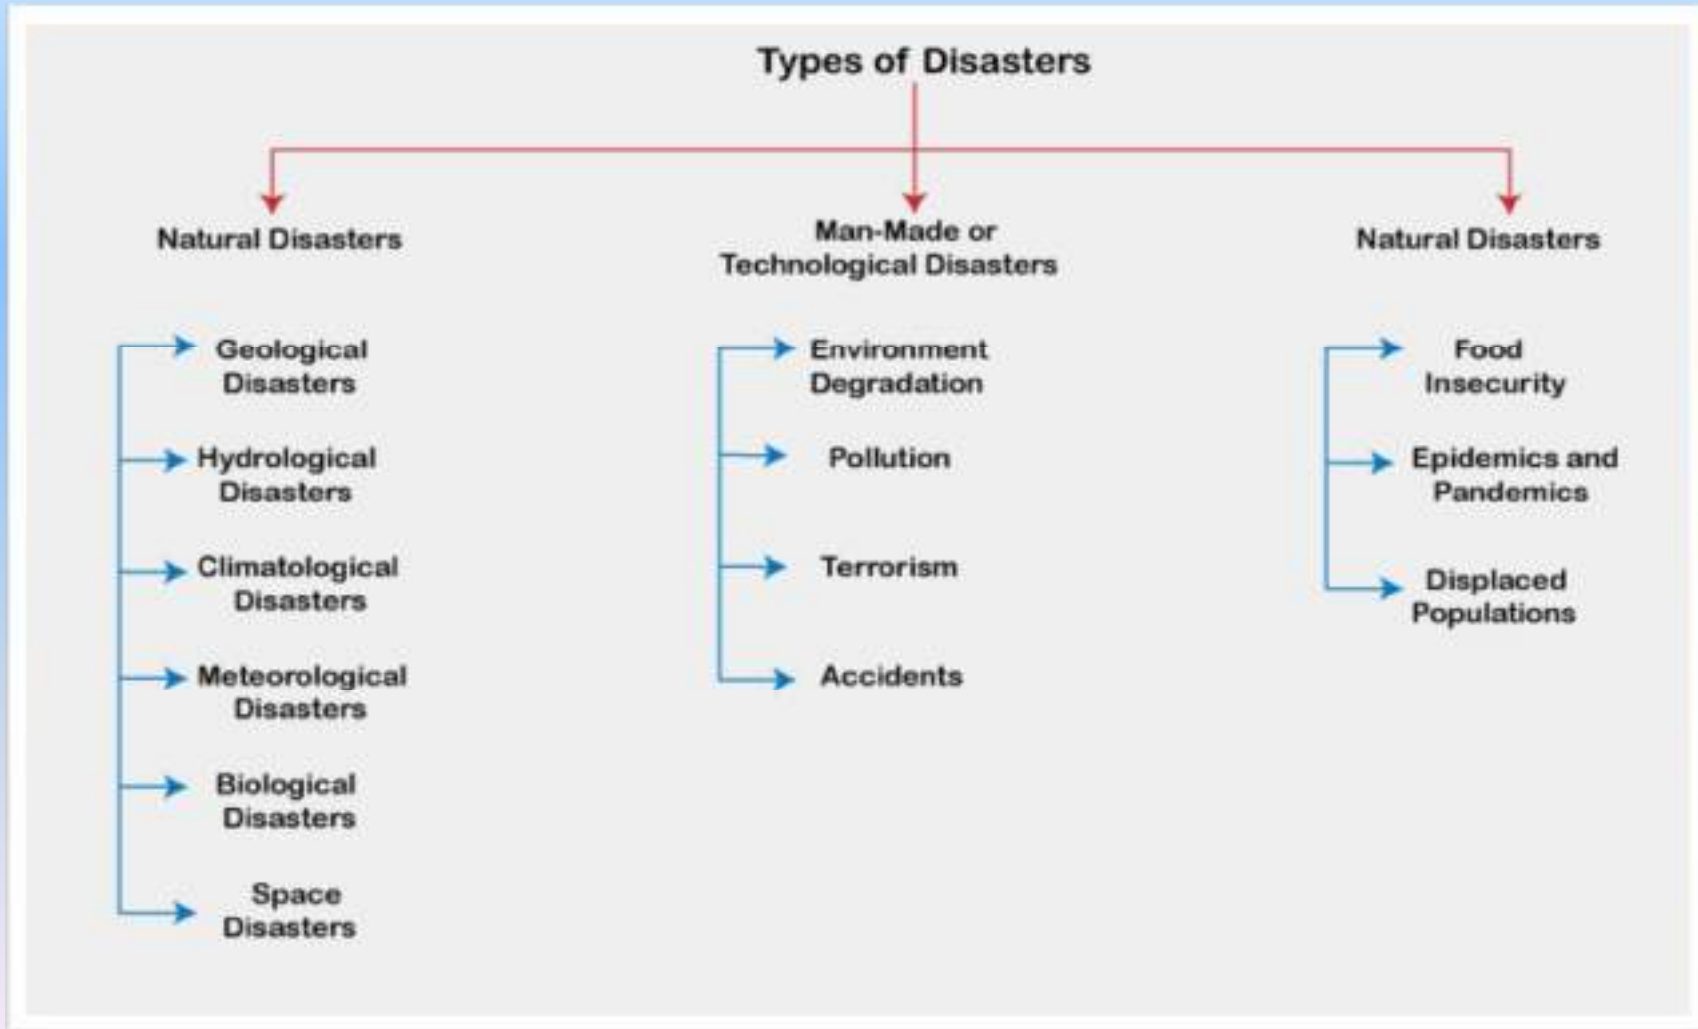 Types of Disasters
Natural Disasters
Geological
Disasters
Hydrological
Disasters
Climatological
Disasters
Meteorological
Disasters
Biological
Disasters
Space
Disasters
Man-Made or
Technological Disasters
Environment
Degradation
Pollution
Terrorism
Accidents
Natural Disasters
Food
Insecurity
Epidemics and
Pandemics
Displaced
Populations